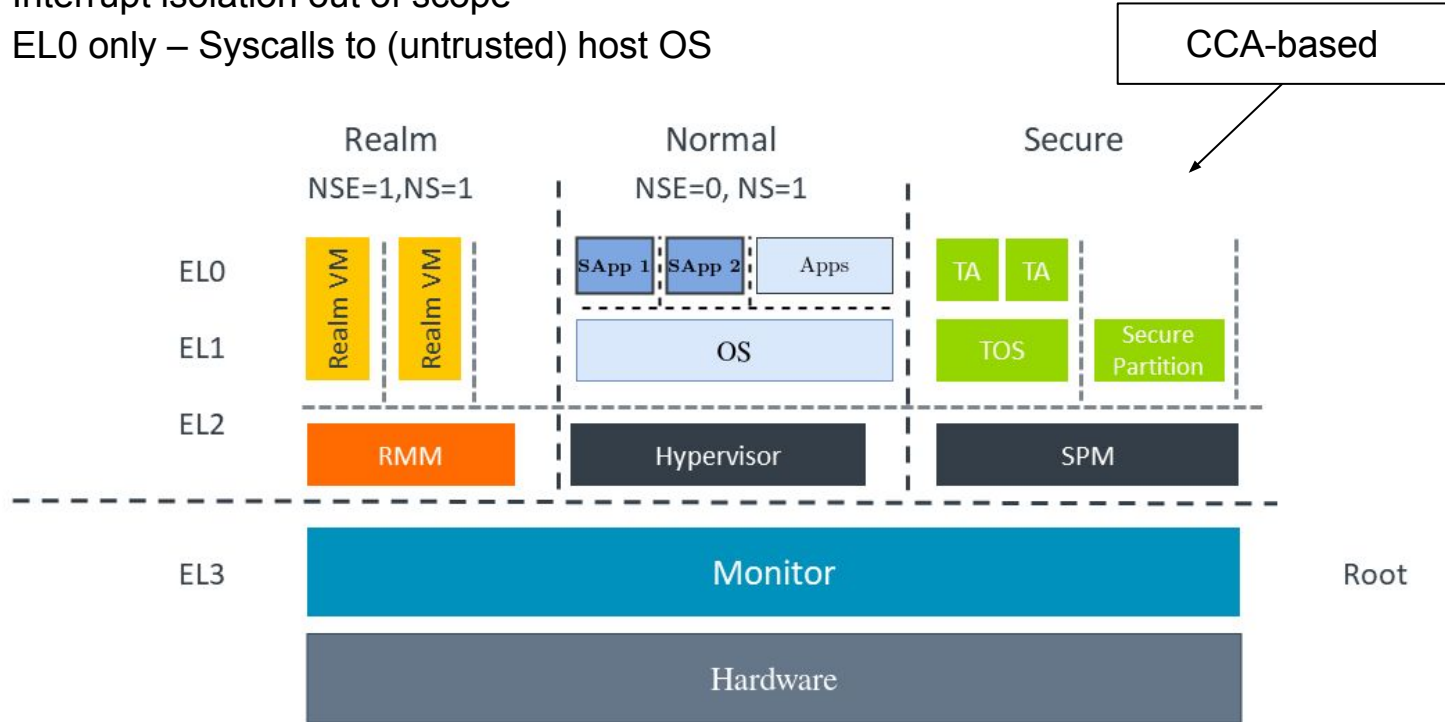 Interrupt isolation out of scope
EL0 only – Syscalls to (untrusted) host OS
CCA-based
Realm
Normal
Secure
NSE=1,NS=1
NSE=0, NS=1
EL0
Realm VM
Realm VM
SApp 1
SApp 2
Apps
TA
TA
EL1
OS
TOS
Secure
Partition
EL2
RMM
Hypervisor
SPM
EL3
Monitor
Root
Hardware